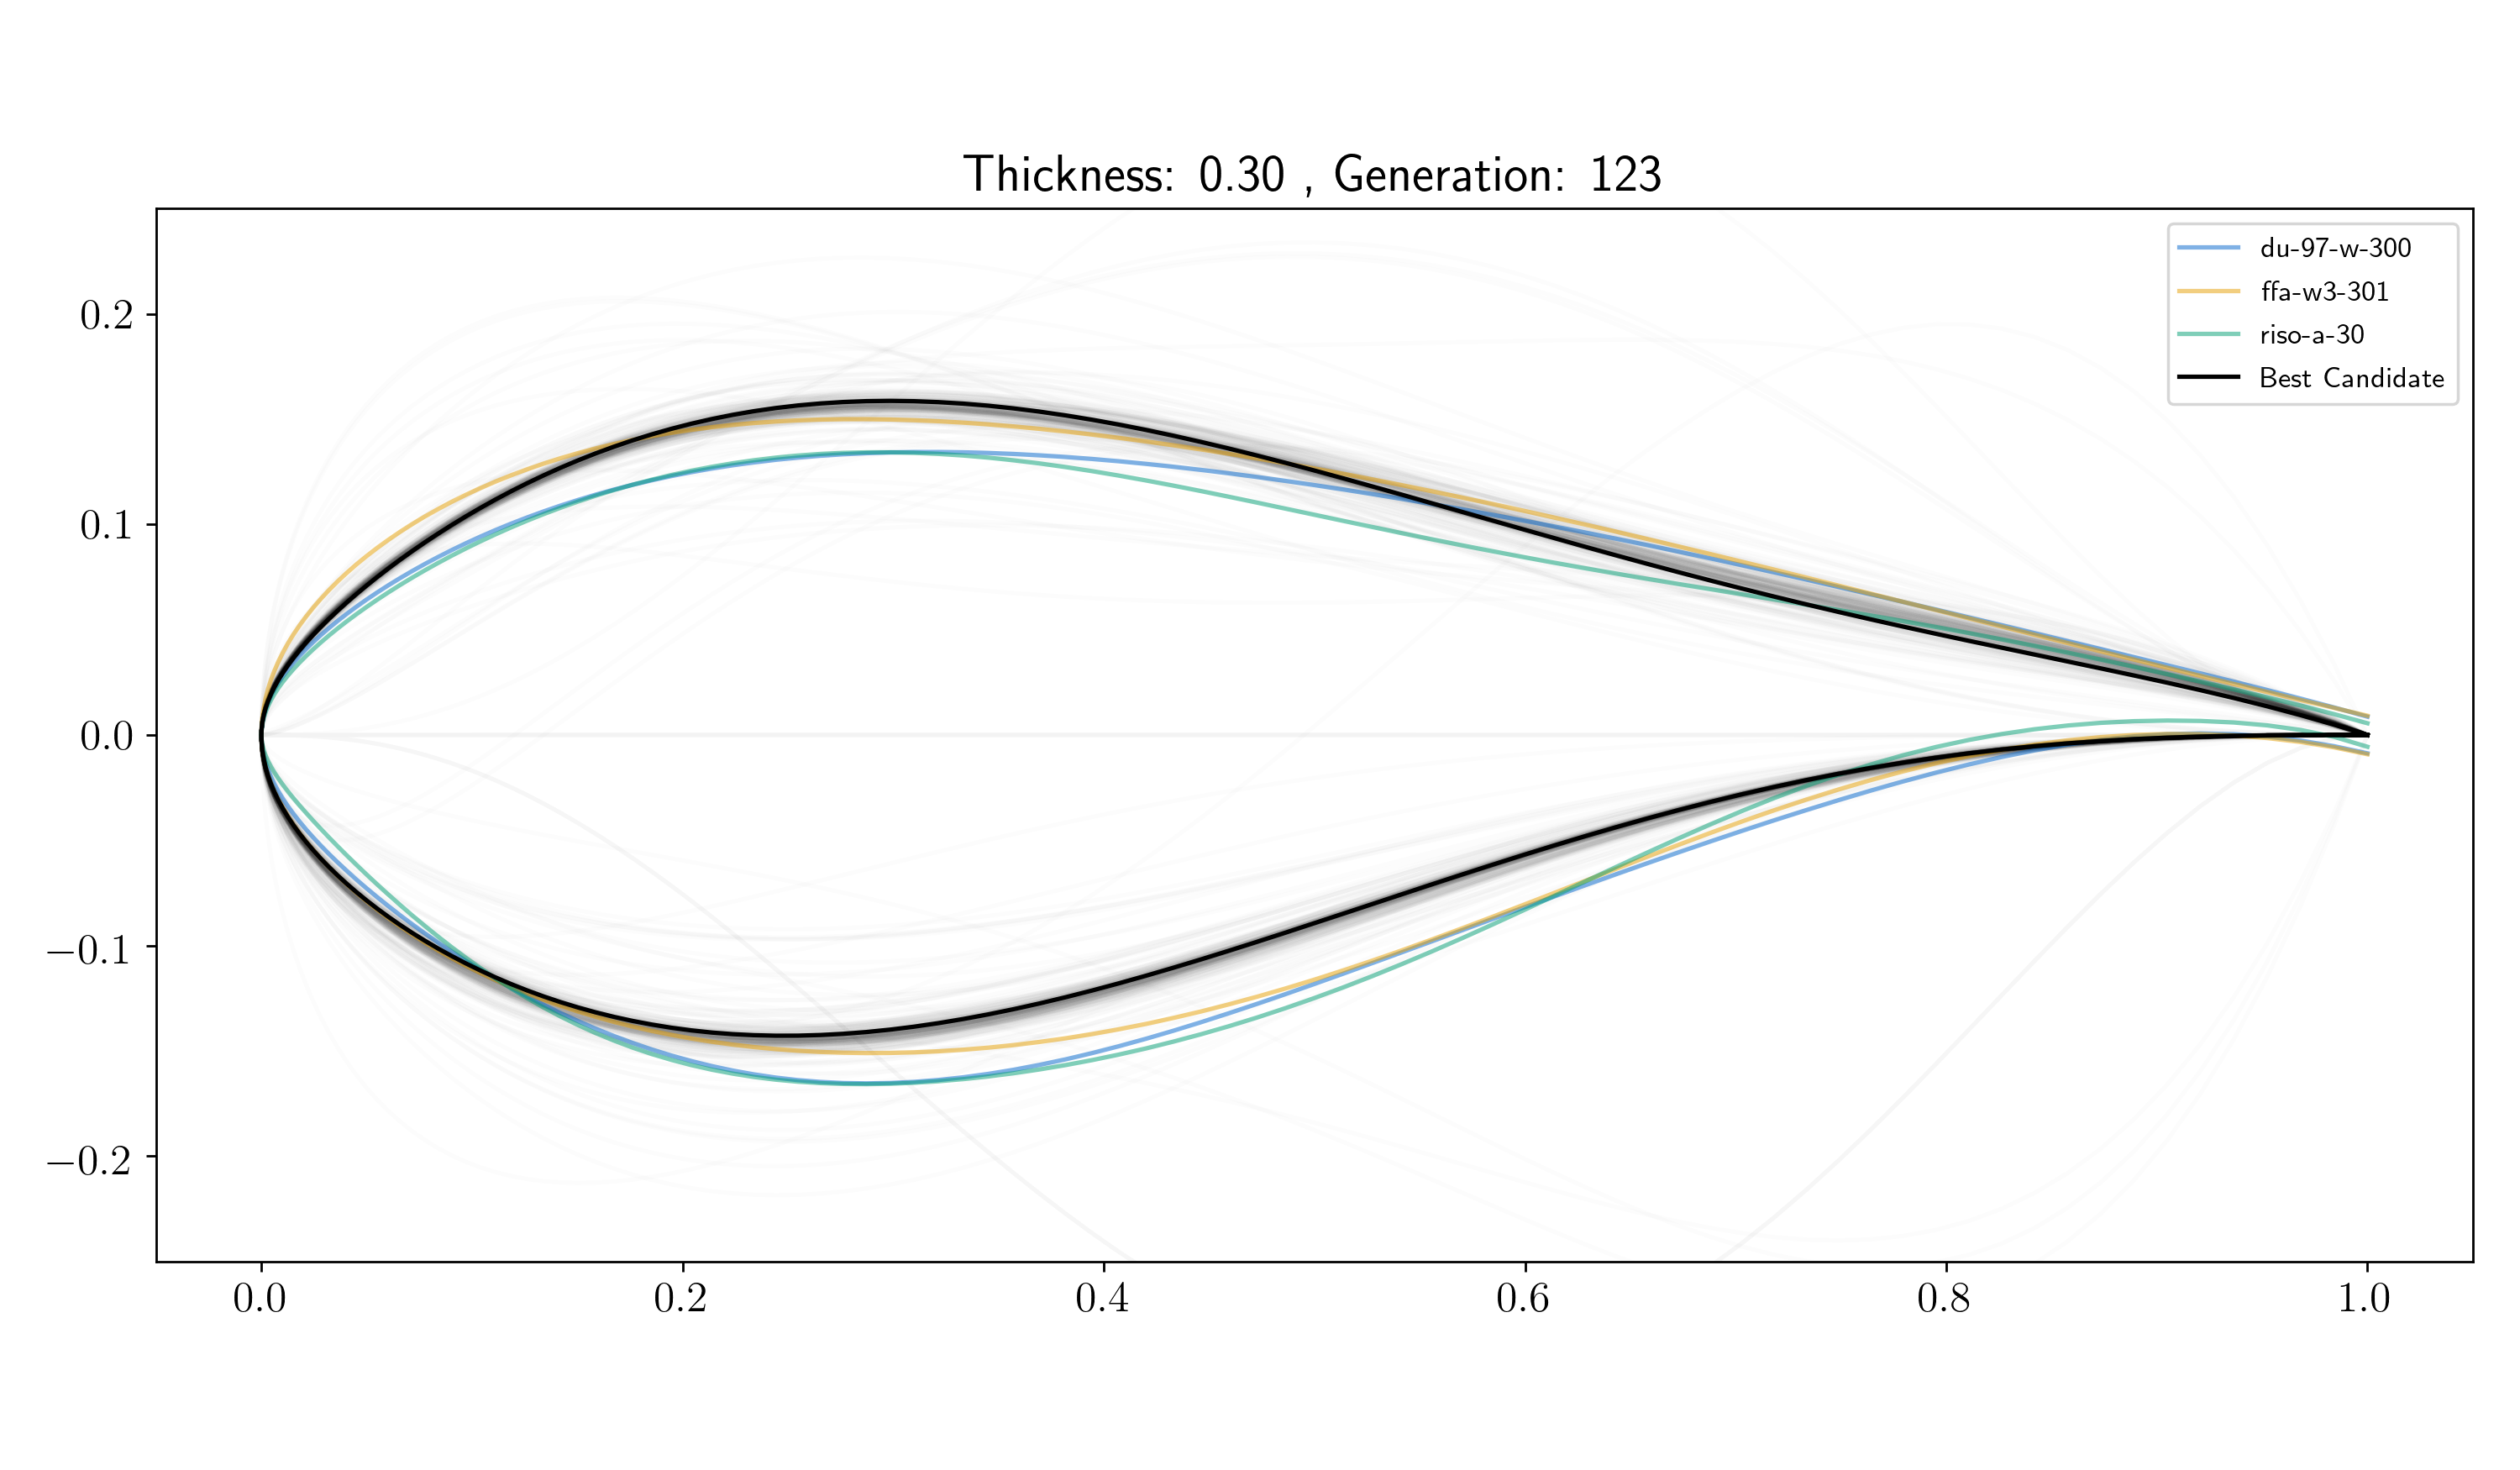 Thickness: 0.30 , Generation: 123
du-97-w-300
ffa-w3-301
riso-a-30
Best Candidate
0.2
0.1
0.0
−0.1
−0.2
0.0 0.2 0.4 0.6 0.8 1.0